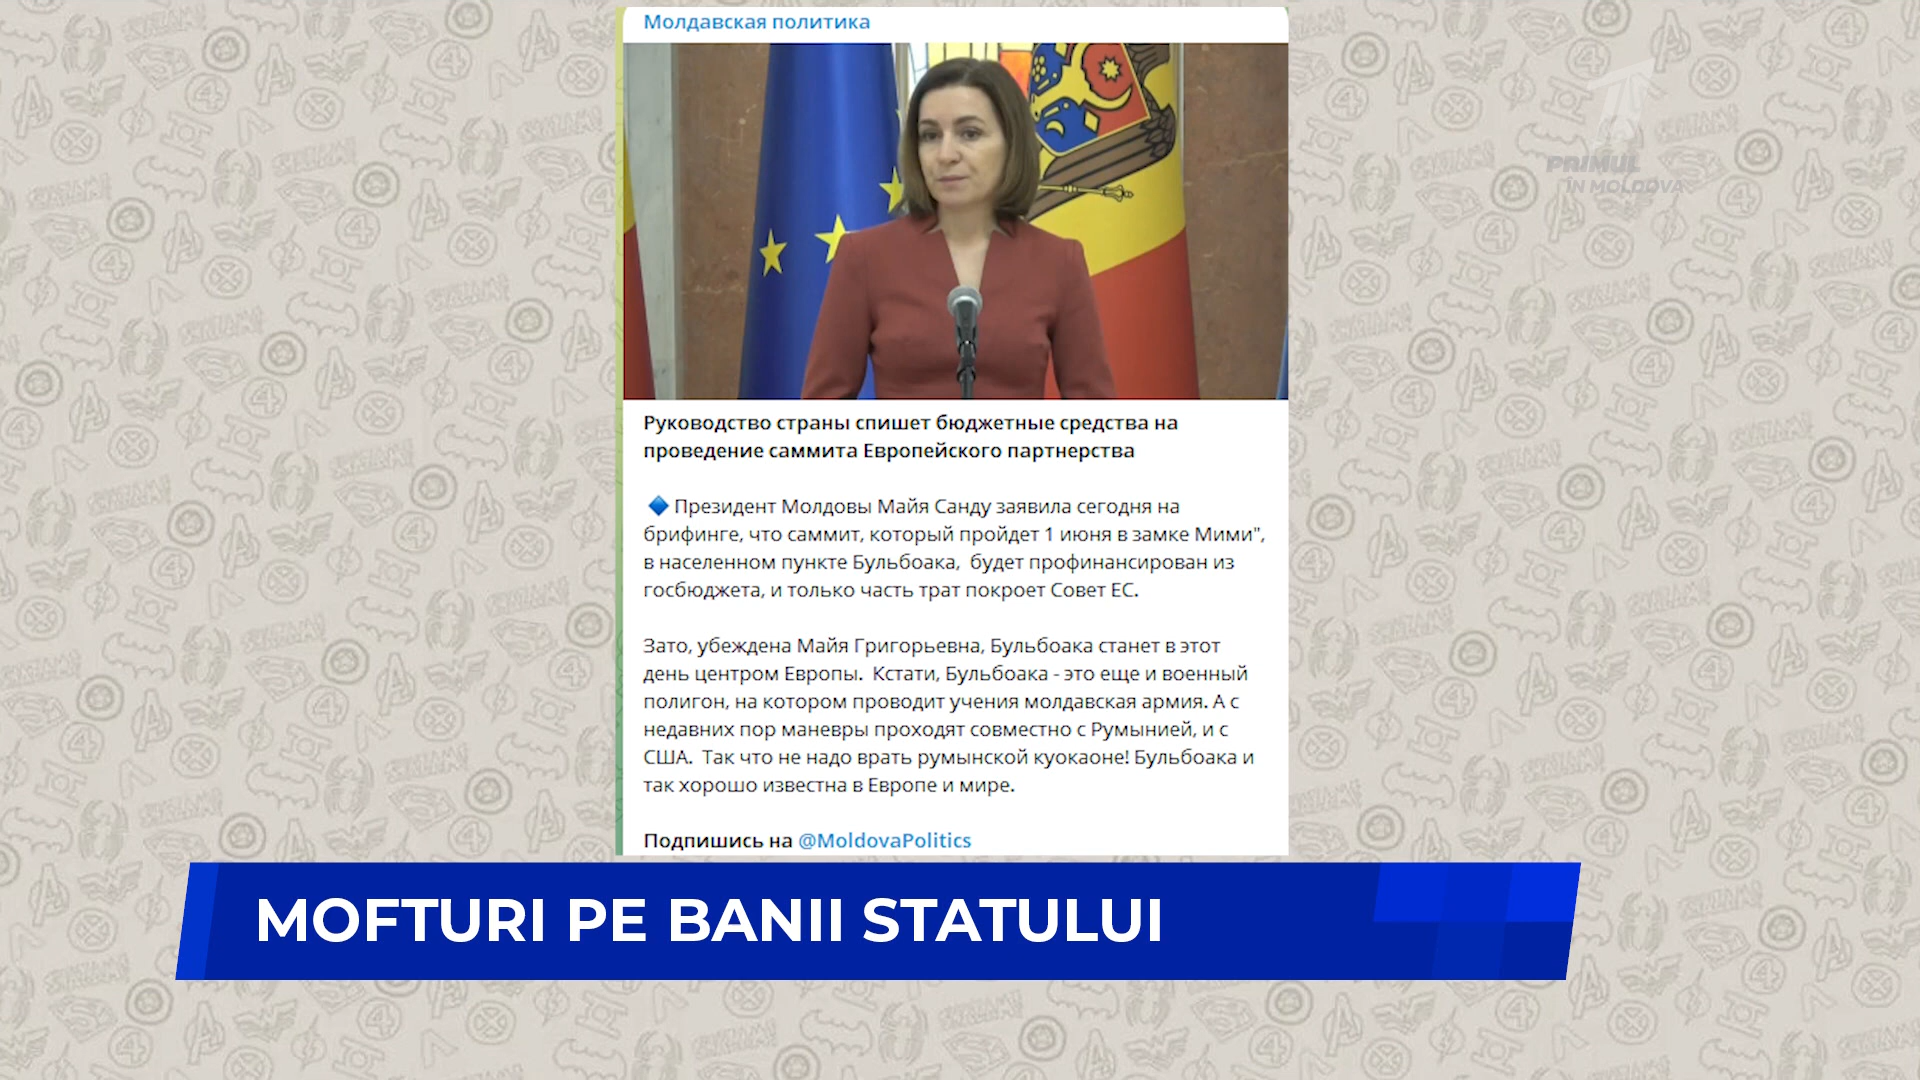 Молдавская политика
PRIMUL
ÎN MOLDOVA
Руководство страны спишет бюджетные средства на
проведение саммита Европейского партнерства
Президент Молдовы Майя Санду заявила сегодня на
брифинге, что саммит, который пройдет 1 июня в замке Мими",
в населенном пункте Бульбоака, будет профинансирован из
госбюджета, и только часть трат покроет Совет ЕС.
Зато, убеждена Майя Григорьевна, Бульбоака станет в этот
день центром Европы. Кстати, Бульбоака - это еще и военный
полигон, на котором проводит учения молдавская армия. А с
недавних пор маневры проходят совместно с Румынией, и с
США. Так что не надо врать румынской куокаоне! Бульбоака и
так хорошо известна в Европе и мире.
Подпишись на @MoldovaPolitics
MOFTURI PE BANII STATULUI